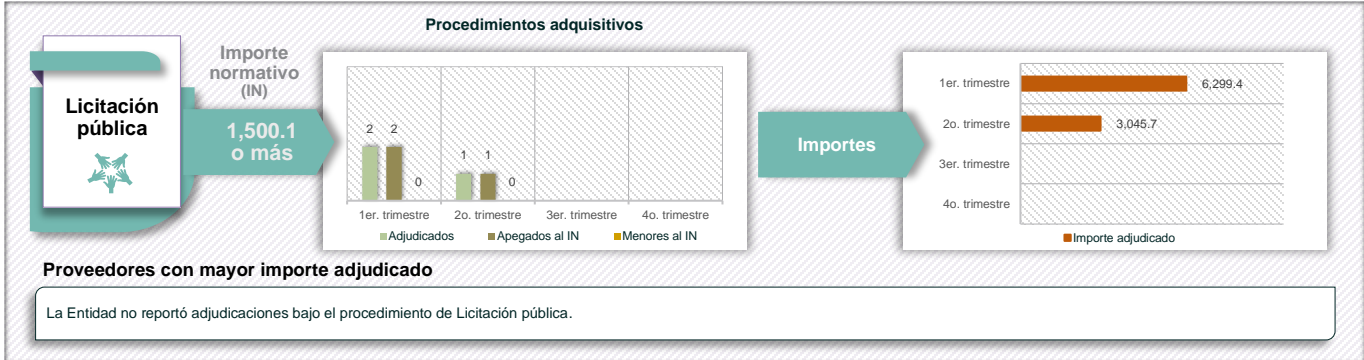 Procedimientos adquisitivos
Licitación
pública
Importe
normativo
(IN)
1,500.1
o más
2 2 0
1 1 0
1er. trimestre 2o. trimestre 3er. trimestre 4o. trimestre
Adjudicados Apegados al IN Menores al IN
Importes
1er. trimestre 6,299.4
2o. trimestre 3,045.7
3er. trimestre
4o. trimestre
Importe adjudicado
Proveedores con mayor importe adjudicado
La Entidad no reportó adjudicaciones bajo el procedimiento de Licitación pública.